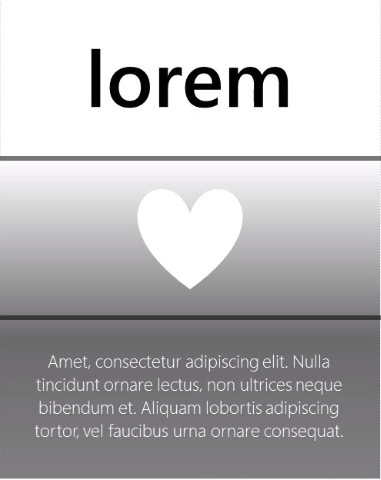 lorem
Amet, consectetur adipiscing elit. Nulla
tincidunt ornare lectus, non ultrices neque
bibendum et. Aliquam lobortis adipiscing
tortor, vel faucibus urna ornare consequat.